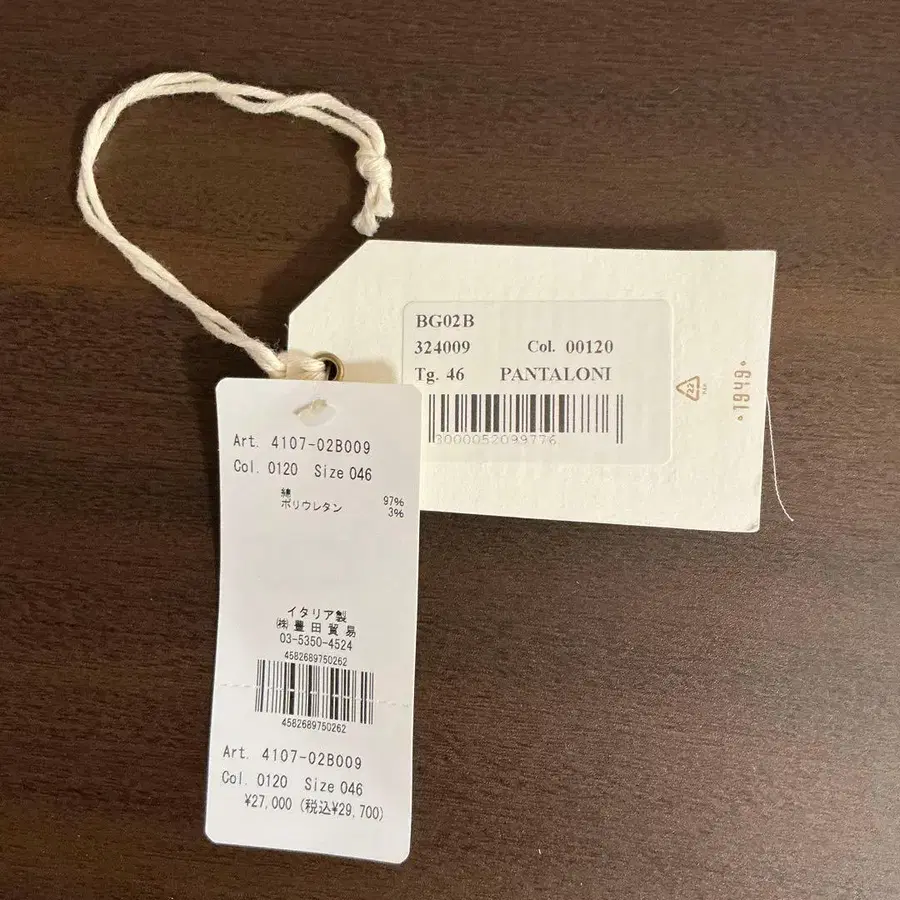 BG02B
324009 Col. 00120
Tg. 46 PANTALONI
3000052099776
22
PAP
°1949°
Art. 4107-02B009
Col. 0120 Size 046
綿 97%
ポリウレタン 3%
イタリア製
㈱豊田貿易
03-5350-4524
4582689750262
4582689750262
Art. 4107-02B009
Col. 0120 Size 046
¥27,000 (税込¥29,700)